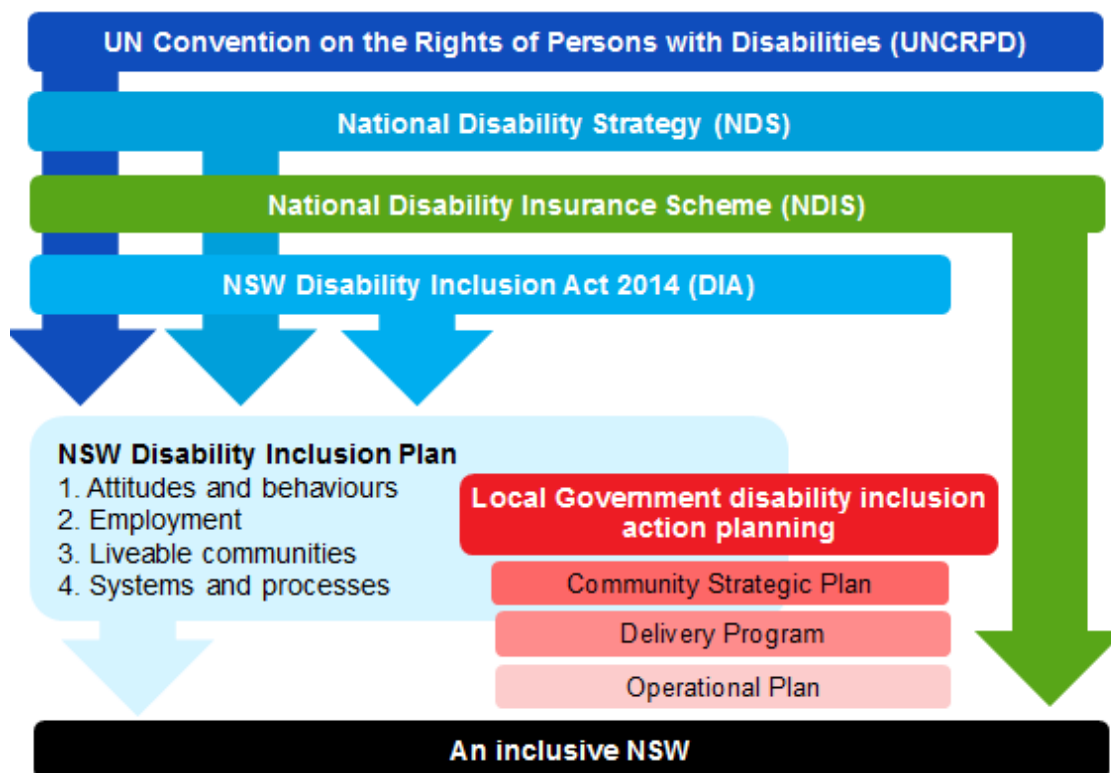 UN Convention on the Rights of Persons with Disabilities (UNCRPD)
National Disability Strategy (NDS)
National Disability Insurance Scheme (NDIS)
NSW Disability Inclusion Act 2014 (DIA)
NSW Disability Inclusion Plan
1. Attitudes and behaviours
2. Employment
3. Liveable communities
4. Systems and processes
Local Government disability inclusion
action planning
Community Strategic Plan
Delivery Program
Operational Plan
An inclusive NSW